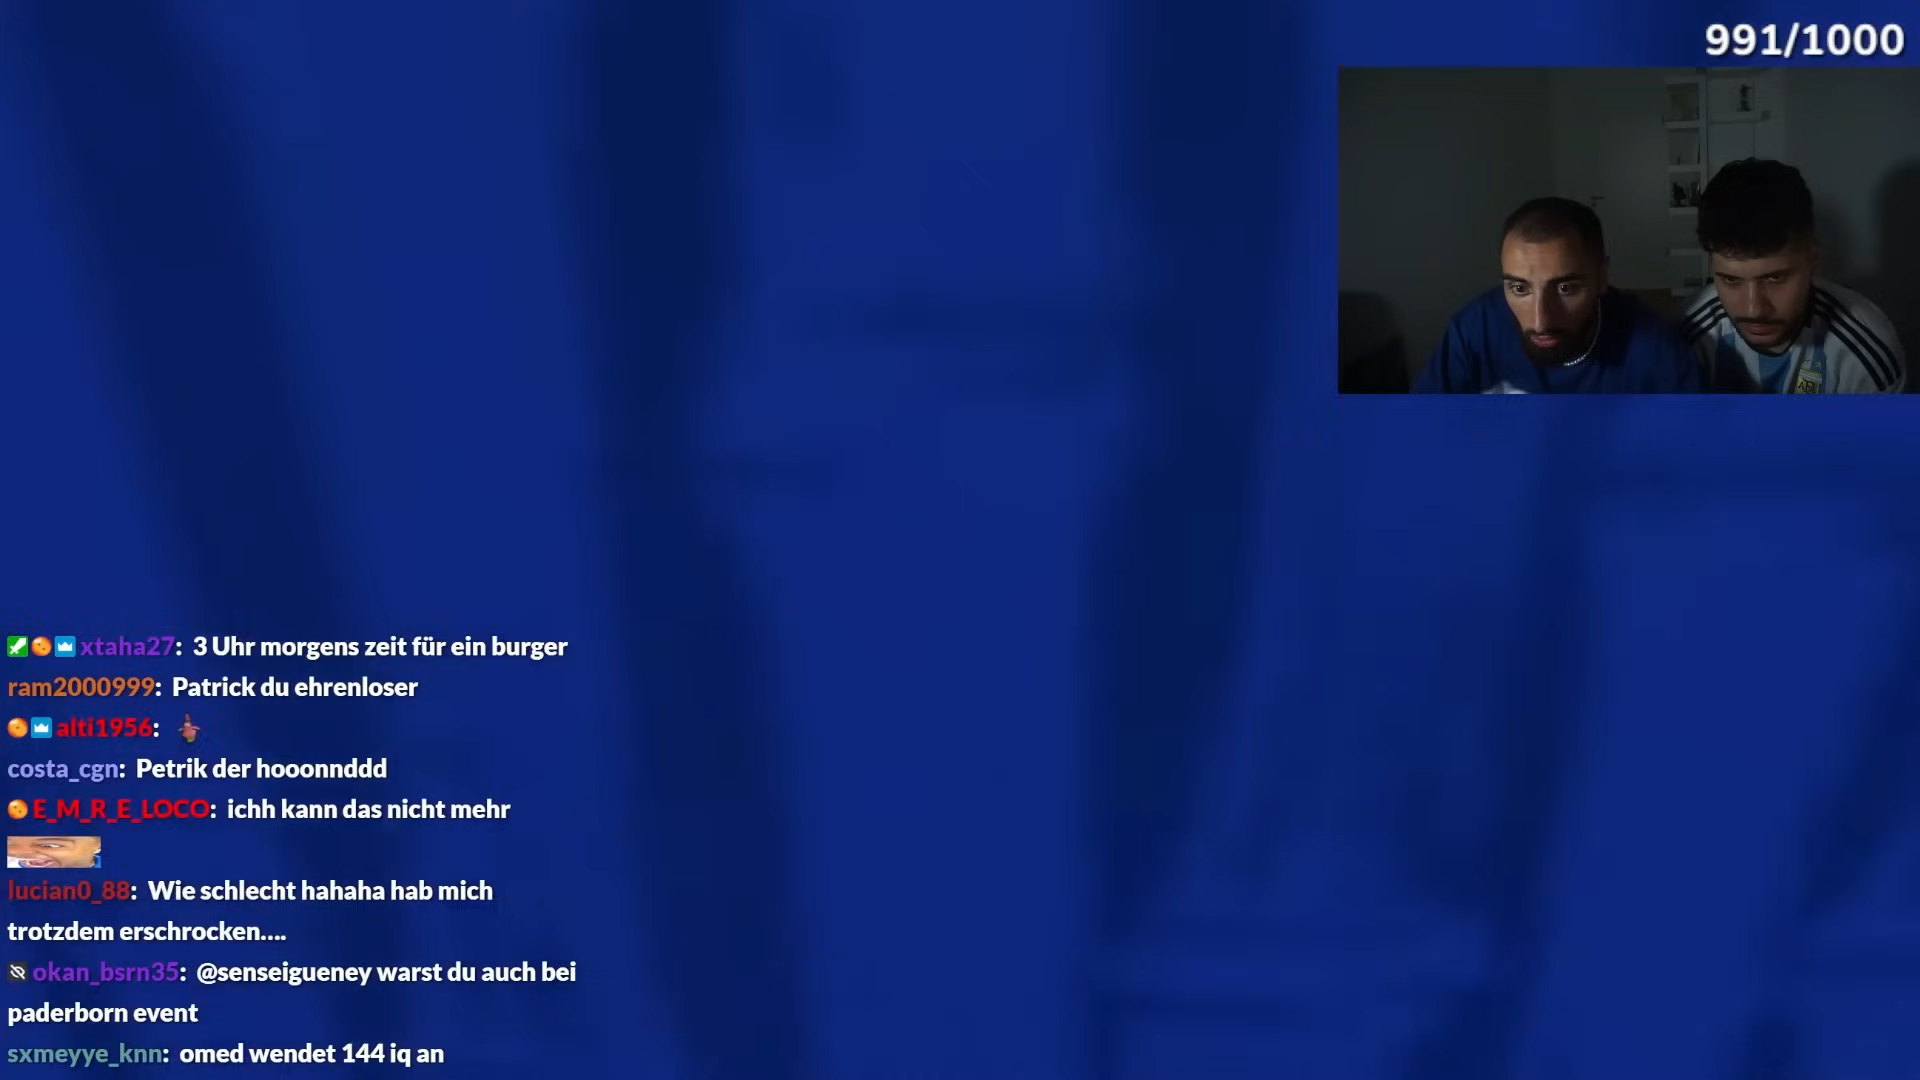 991/1000
AFA
xtaha27: 3 Uhr morgens zeit für ein burger
ram2000999: Patrick du ehrenloser
alti1956:
costa_cgn: Petrik der hooonnddd
E_M_R_E_LOCO: ichh kann das nicht mehr
lucian0_88: Wie schlecht hahaha hab mich
trotzdem erschrocken....
okan_bsrn35: @senseigueney warst du auch bei
paderborn event
sxmeyye_knn: omed wendet 144 iq an